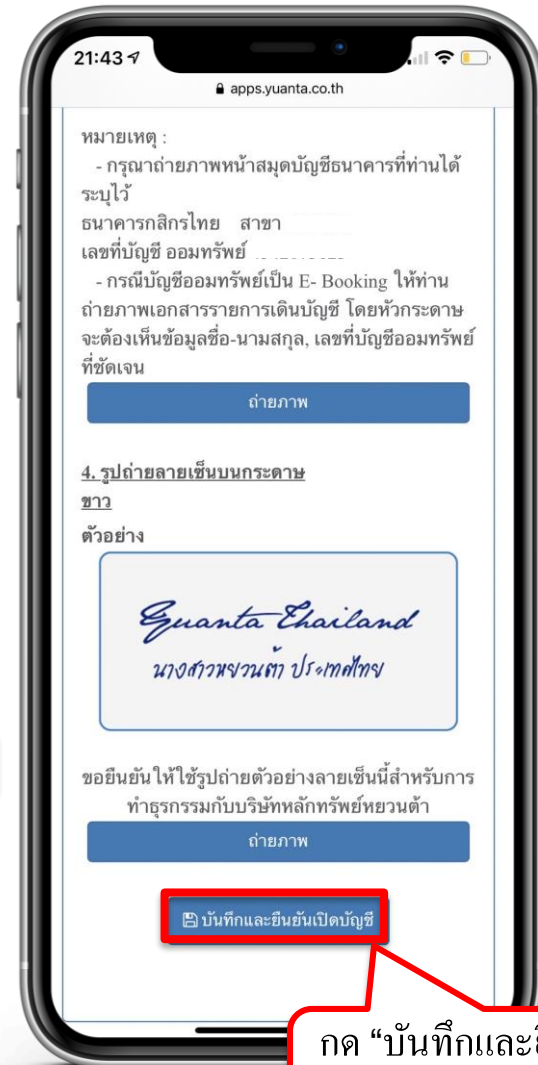 21:43
apps.yuanta.co.th
หมายเหตุ :
- กรุณาถ่ายภาพหน้าสมุดบัญชีธนาคารที่ท่านได้
ระบุไว้
ธนาคารกสิกรไทย สาขา
เลขที่บัญชี ออมทรัพย์
- กรณีบัญชีออมทรัพย์เป็น E- Booking ให้ท่าน
ถ่ายภาพเอกสารรายการเดินบัญชี โดยหัวกระดาษ
จะต้องเห็นข้อมูลชื่อ-นามสกุล, เลขที่บัญชีออมทรัพย์
ที่ชัดเจน
ถ่ายภาพ
4. รูปถ่ายลายเซ็นบนกระดาษ
ขาว
ตัวอย่าง
Yuanta Thailand
นางสาวหยวนต้า ประเทศไทย
ขอยืนยันให้ใช้รูปถ่ายตัวอย่างลายเซ็นนี้สำหรับการ
ทำธุรกรรมกับบริษัทหลักทรัพย์หยวนต้า
ถ่ายภาพ
บันทึกและยืนยันเปิดบัญชี
กด “บันทึกและยื